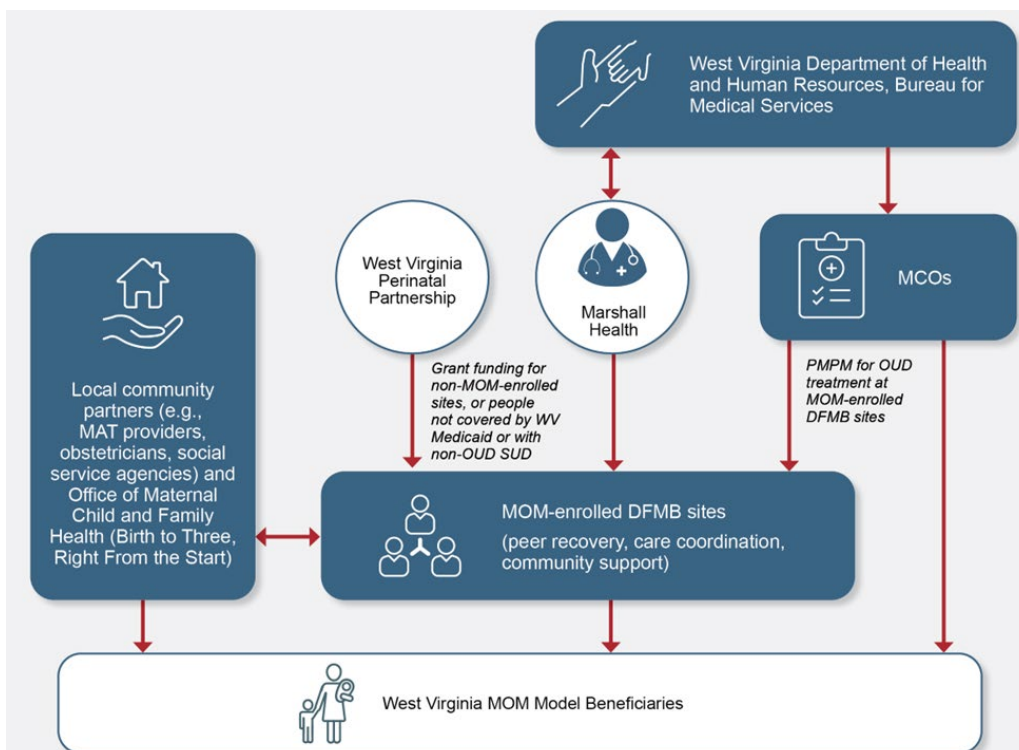 West Virginia Department of Health
and Human Resources, Bureau for
Medical Services
West Virginia
Perinatal
Partnership
Marshall
Health
MCOs
Local community
partners (e.g.,
MAT providers,
obstetricians, social
service agencies) and
Office of Maternal
Child and Family
Health (Birth to Three,
Right From the Start)
Grant funding for
non-MOM-enrolled
sites, or people
not covered by WV
Medicaid or with
non-OUD SUD
PMPM for OUD
treatment at
MOM-enrolled
DFMB sites
MOM-enrolled DFMB sites
(peer recovery, care coordination,
community support)
West Virginia MOM Model Beneficiaries